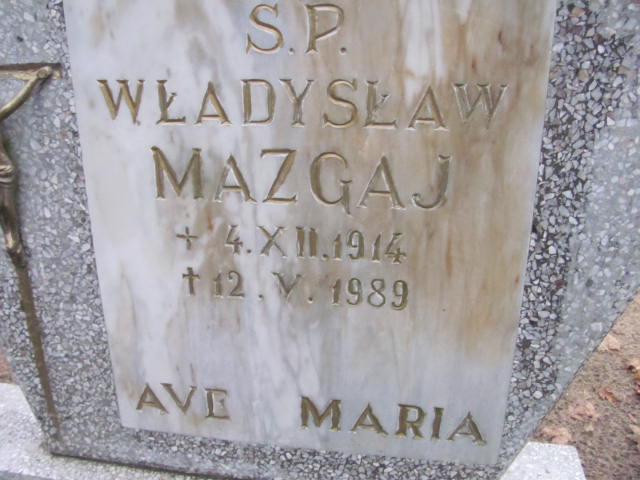 S.P.
WŁADYSŁAW
MAZGAJ
+ 4.XII.1914
† 12.V.1989
AVE MARIA